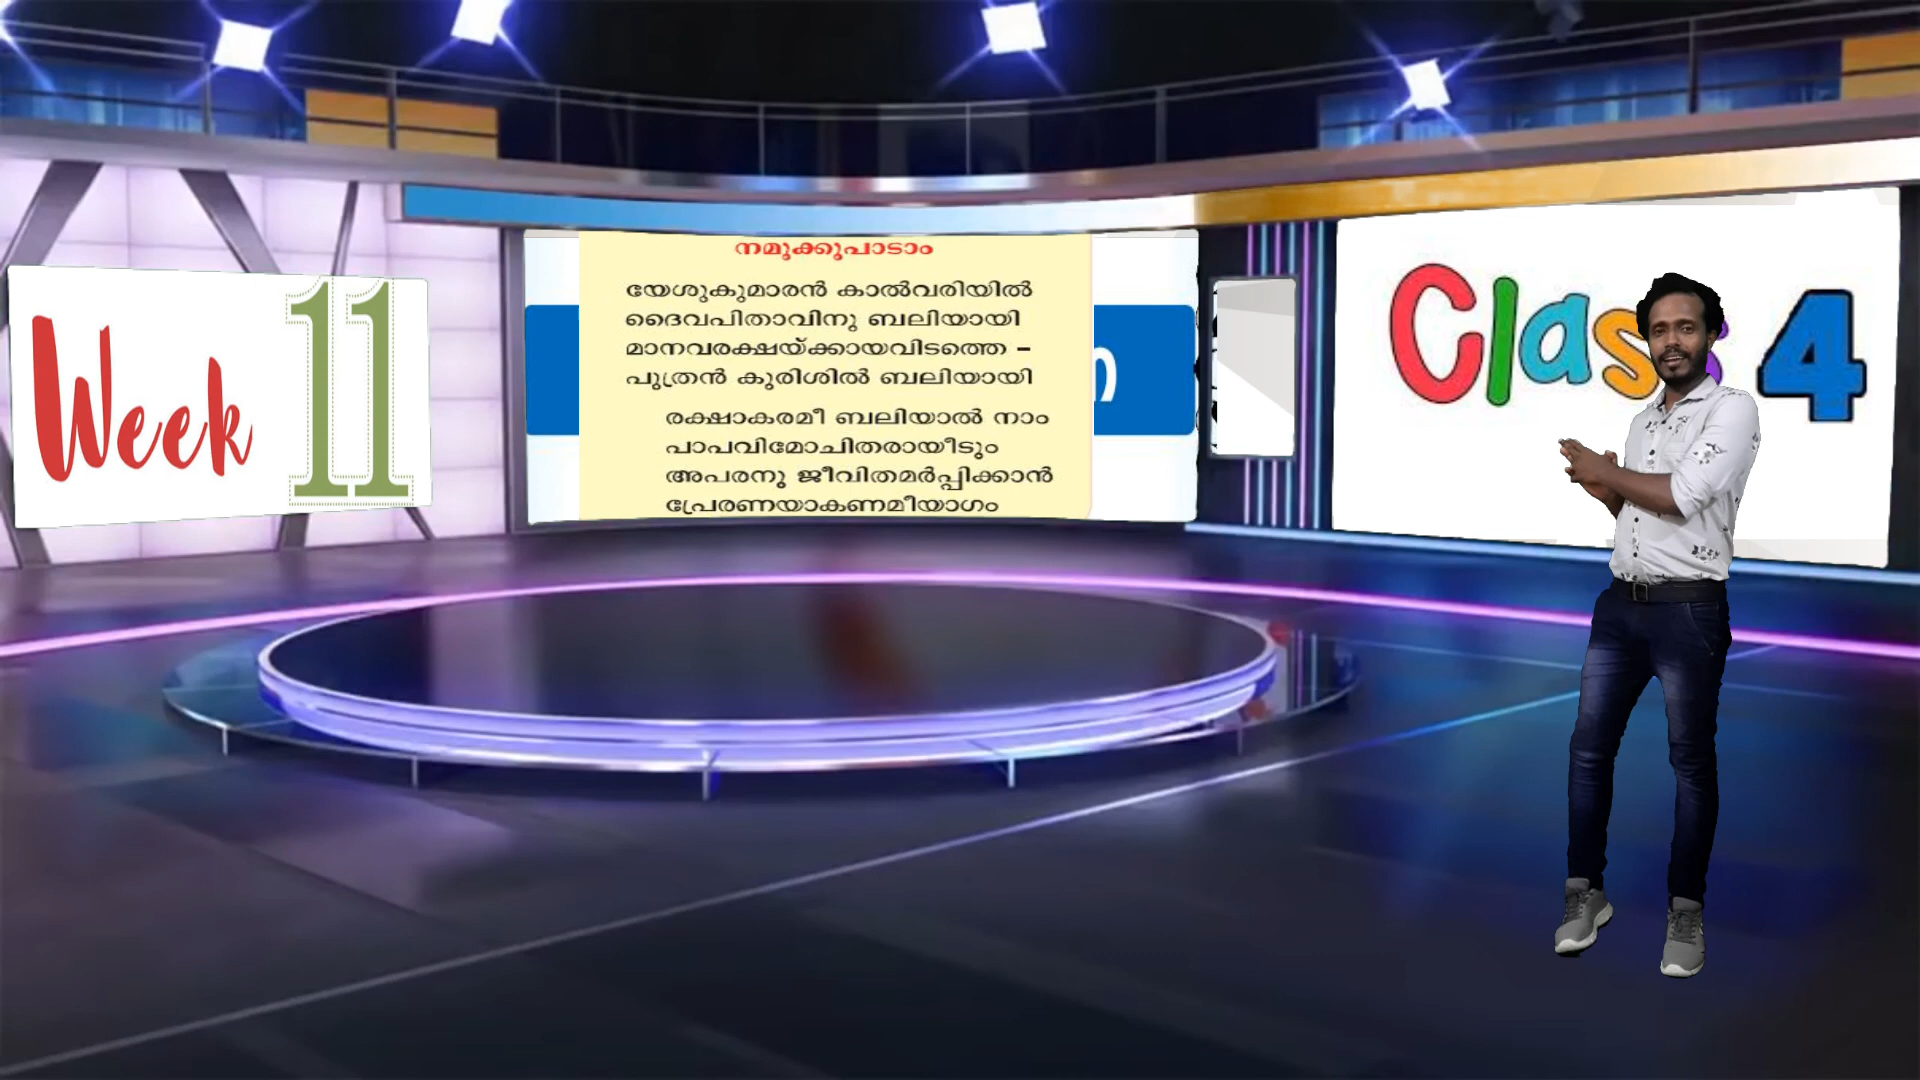 Week 11
നമുക്കുപാടാം
യേശുകുമാരൻ കാൽവരിയിൽ
ദൈവപിതാവിനു ബലിയായി
മാനവരക്ഷയ്ക്കായവിടത്തെ –
പുത്രൻ കുരിശിൽ ബലിയായി
രക്ഷാകരമീ ബലിയാൽ നാം
പാപവിമോചിതരായീടും
അപരനു ജീവിതമർപ്പിക്കാൻ
പ്രേരണയാകണമീയാഗം
Class 4